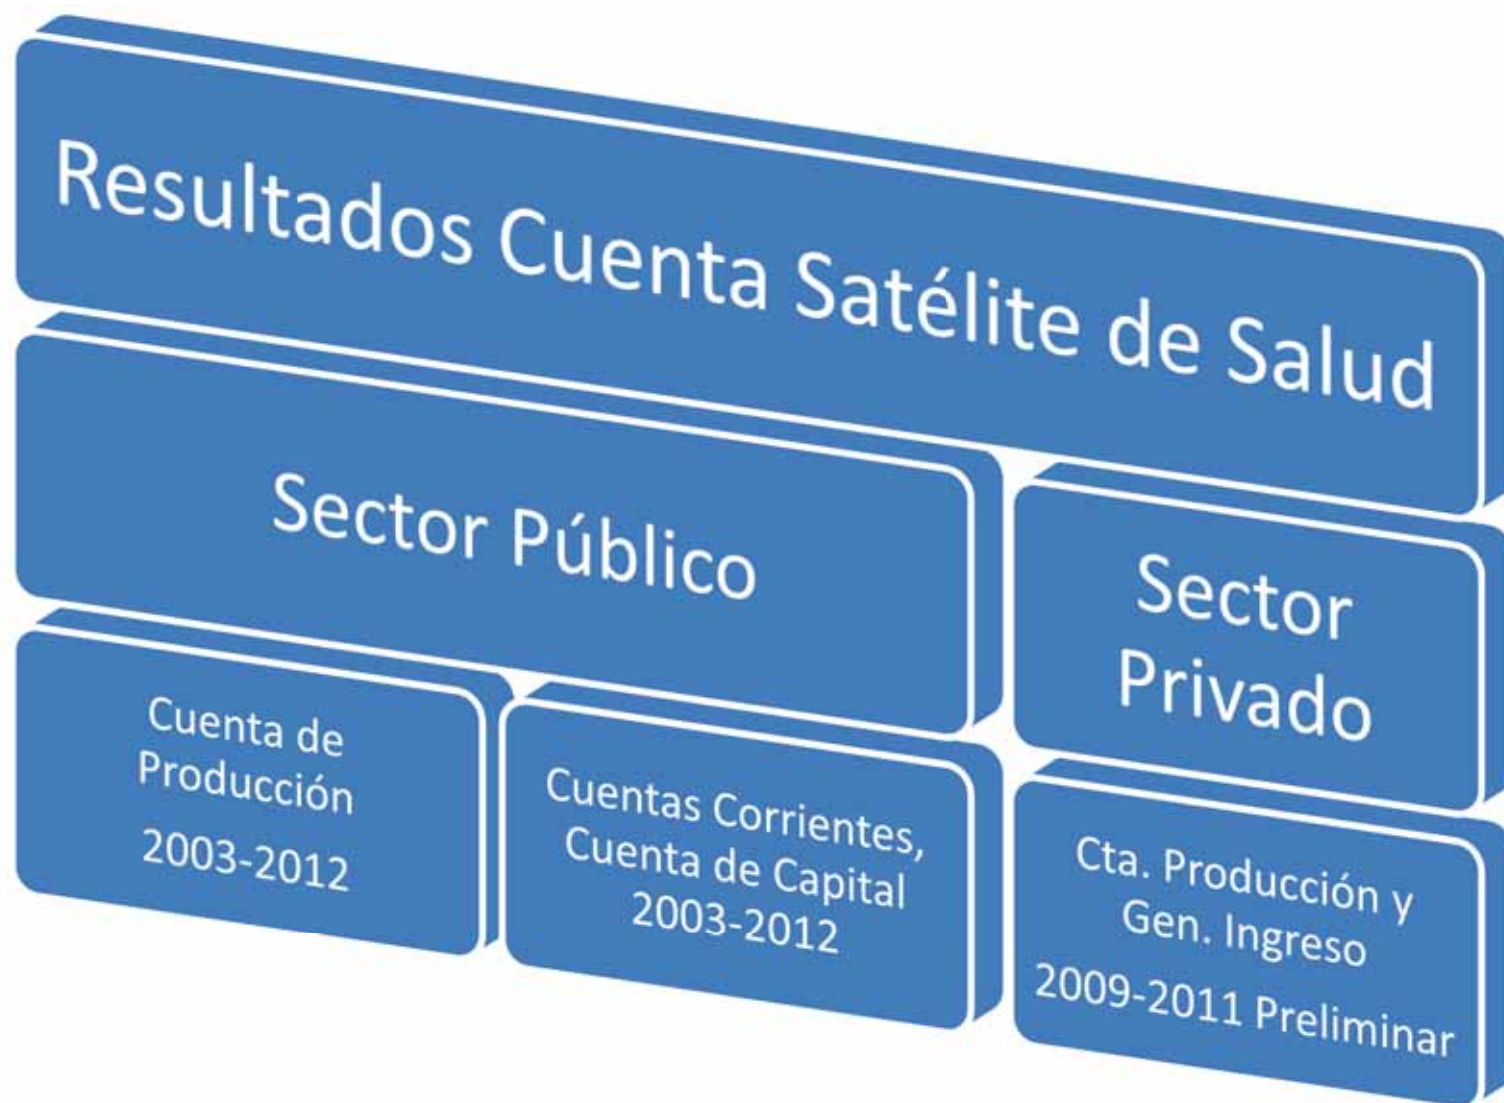 Resultados Cuenta Satélite de Salud
Sector Público
Sector
Privado
Cuenta de
Producción
2003-2012
Cuentas Corrientes,
Cuenta de Capital
2003-2012
Cta. Producción y
Gen. Ingreso
2009-2011 Preliminar